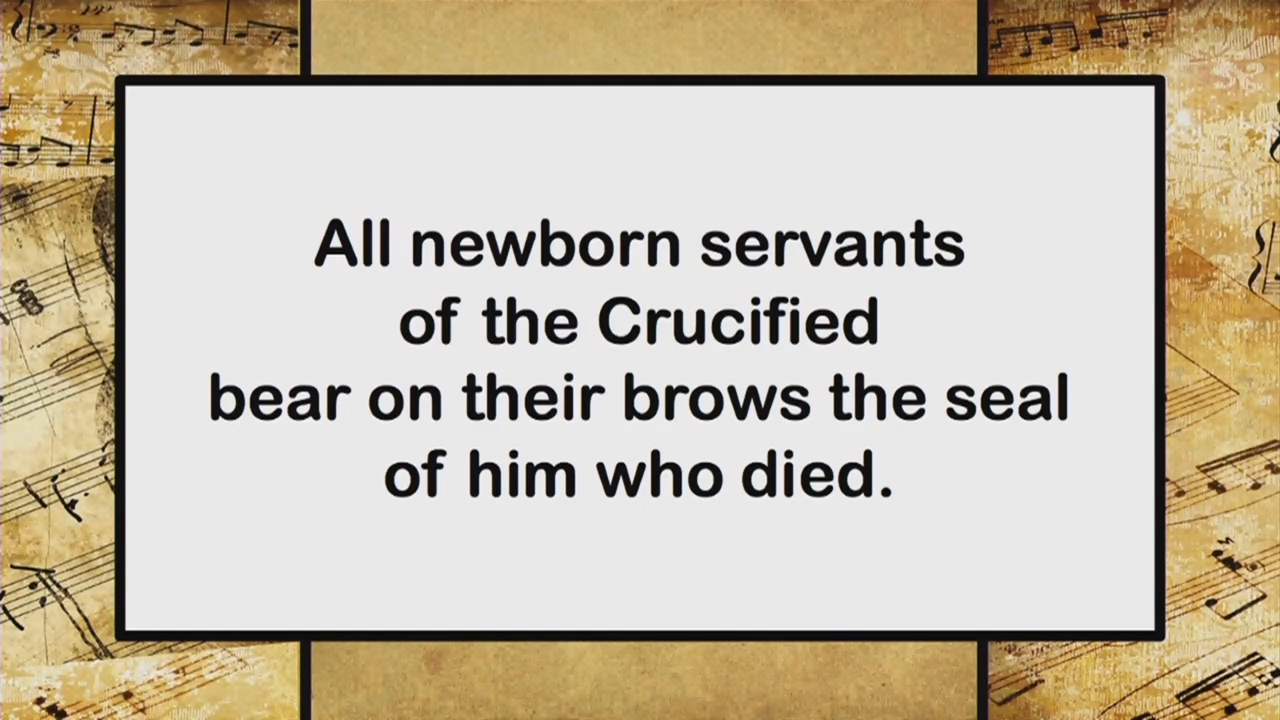 All newborn servants
of the Crucified
bear on their brows the seal
of him who died.